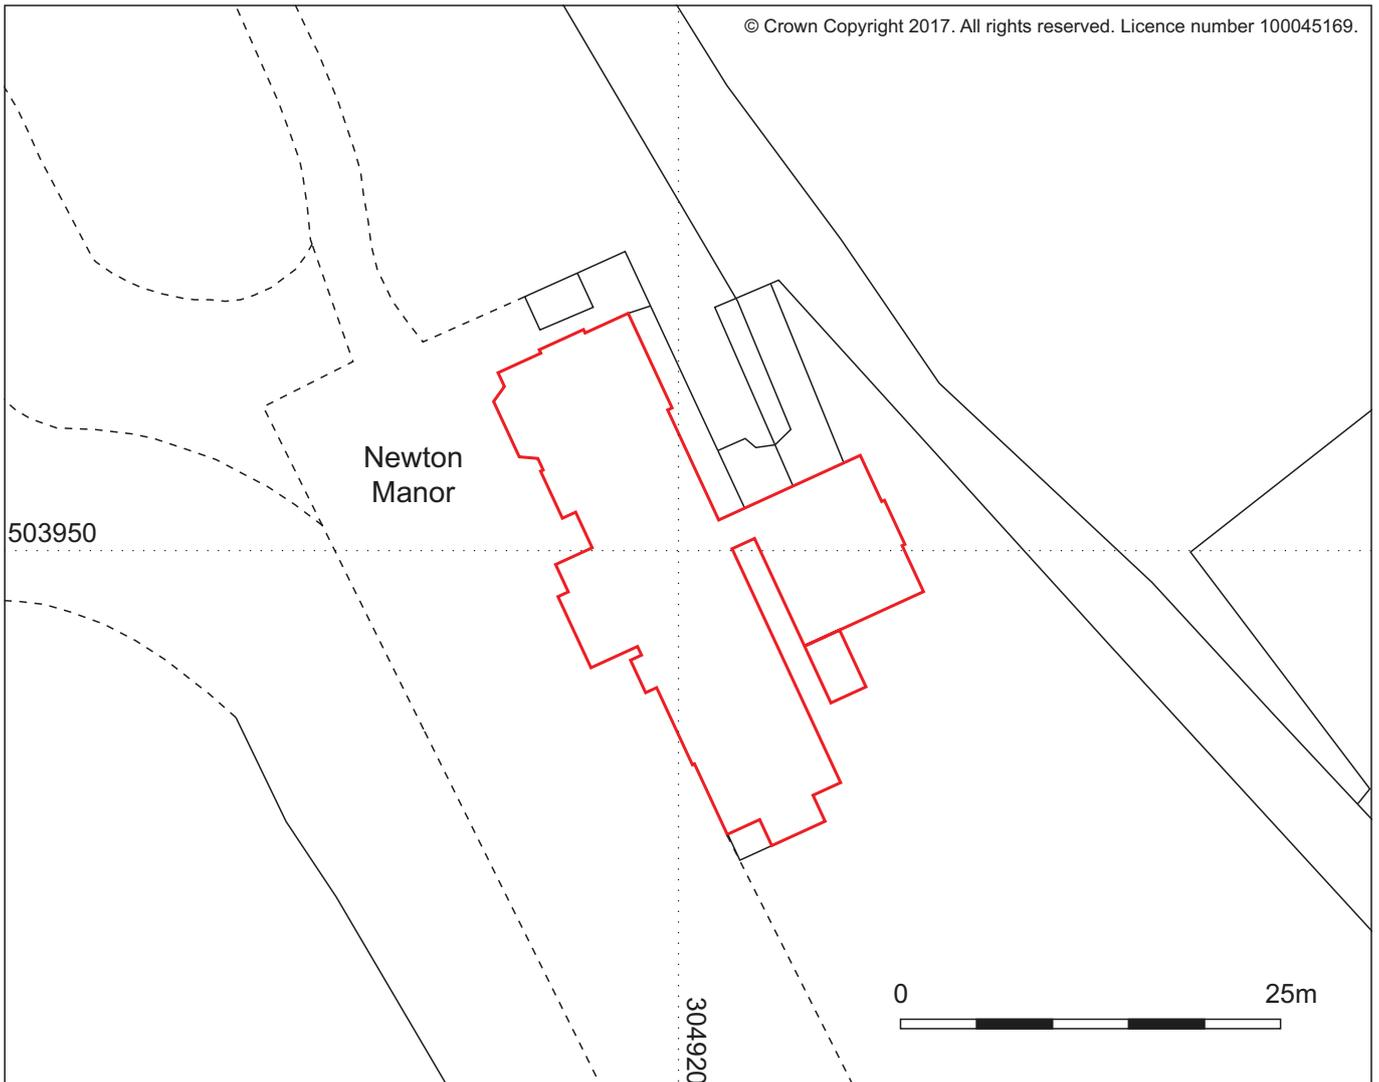 © Crown Copyright 2017. All rights reserved. Licence number 100045169.
Newton
Manor
503950
304920
0
25m